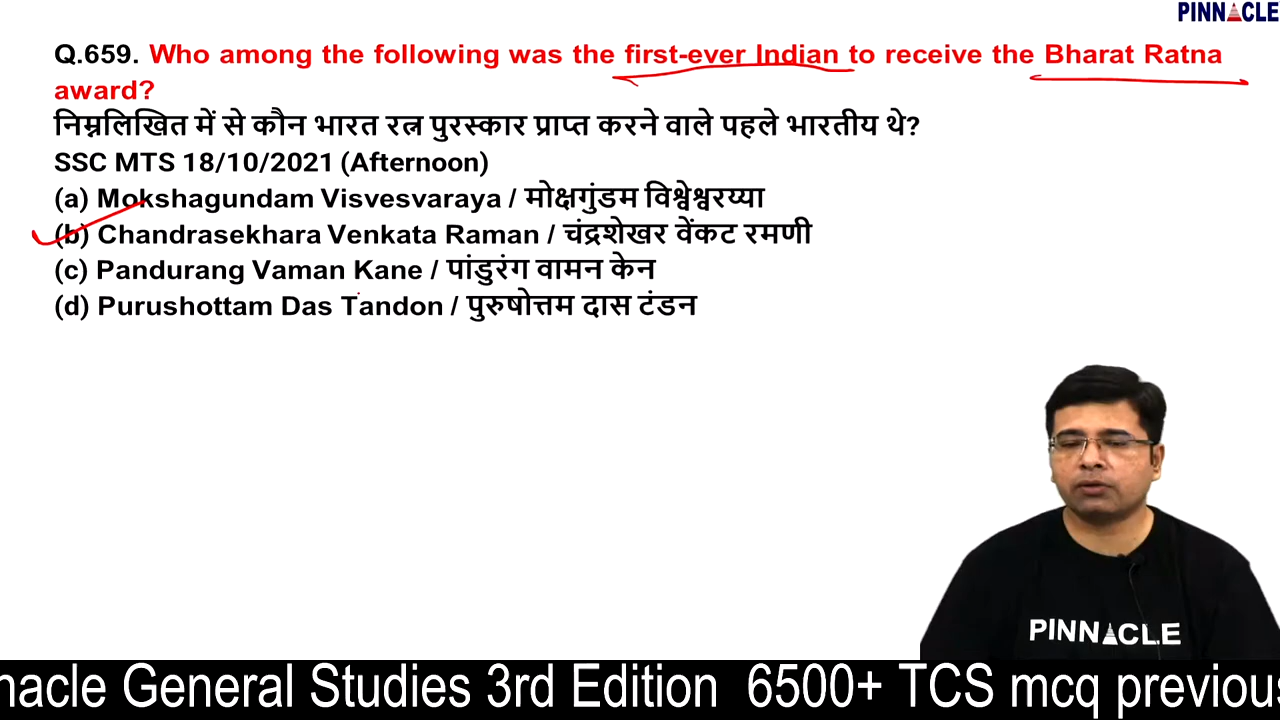 PINNACLE
Q.659. Who among the following was the first-ever Indian to receive the Bharat Ratna
award?
निम्नलिखित में से कौन भारत रत्न पुरस्कार प्राप्त करने वाले पहले भारतीय थे?
SSC MTS 18/10/2021 (Afternoon)
(a) Mokshagundam Visvesvaraya / मोक्षगुंडम विश्वेश्वरय्या
(b) Chandrasekhara Venkata Raman / चंद्रशेखर वेंकट रमणी
(c) Pandurang Vaman Kane / पांडुरंग वामन केन
(d) Purushottam Das Tandon / पुरुषोत्तम दास टंडन
PINNACLE
nacle General Studies 3rd Edition 6500+ TCS mcq previou